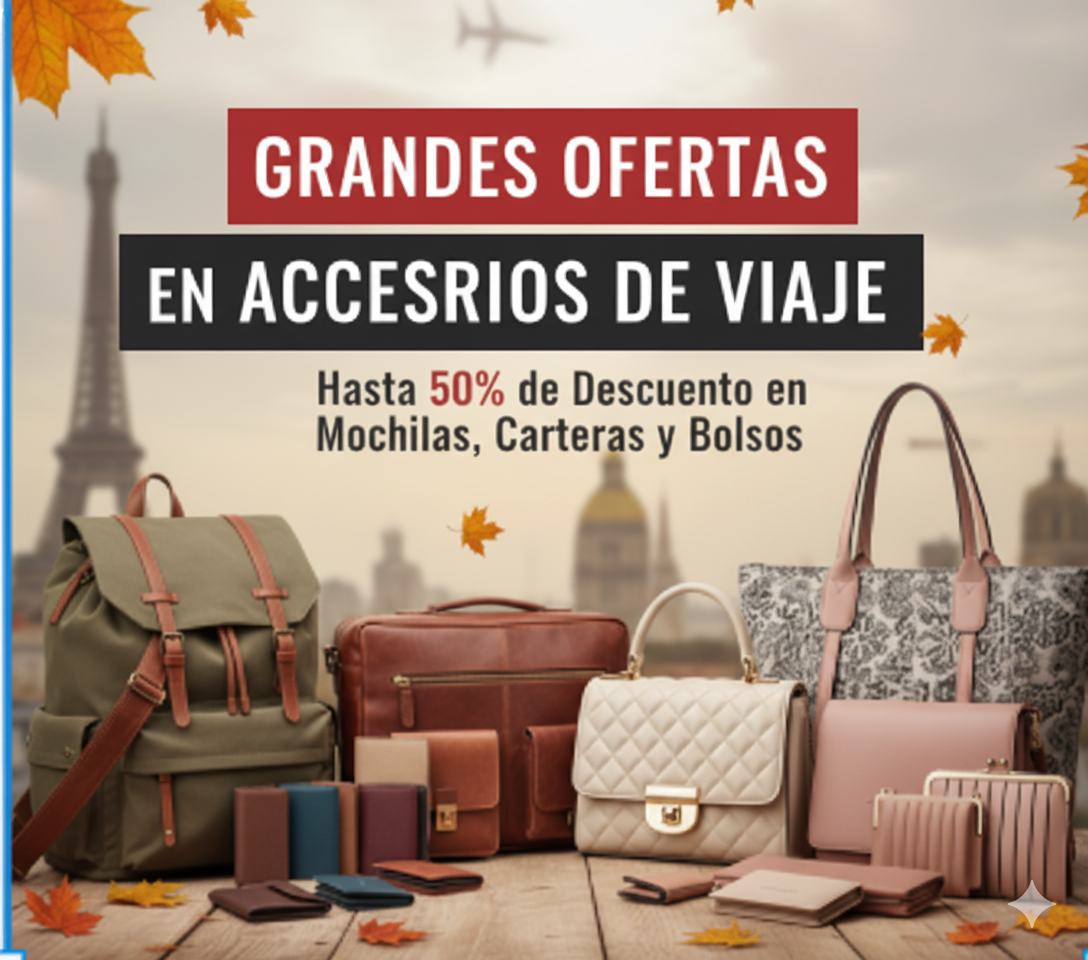 GRANDES OFERTAS
EN ACCESRIOS DE VIAJE
Hasta 50% de Descuento en
Mochilas, Carteras y Bolsos